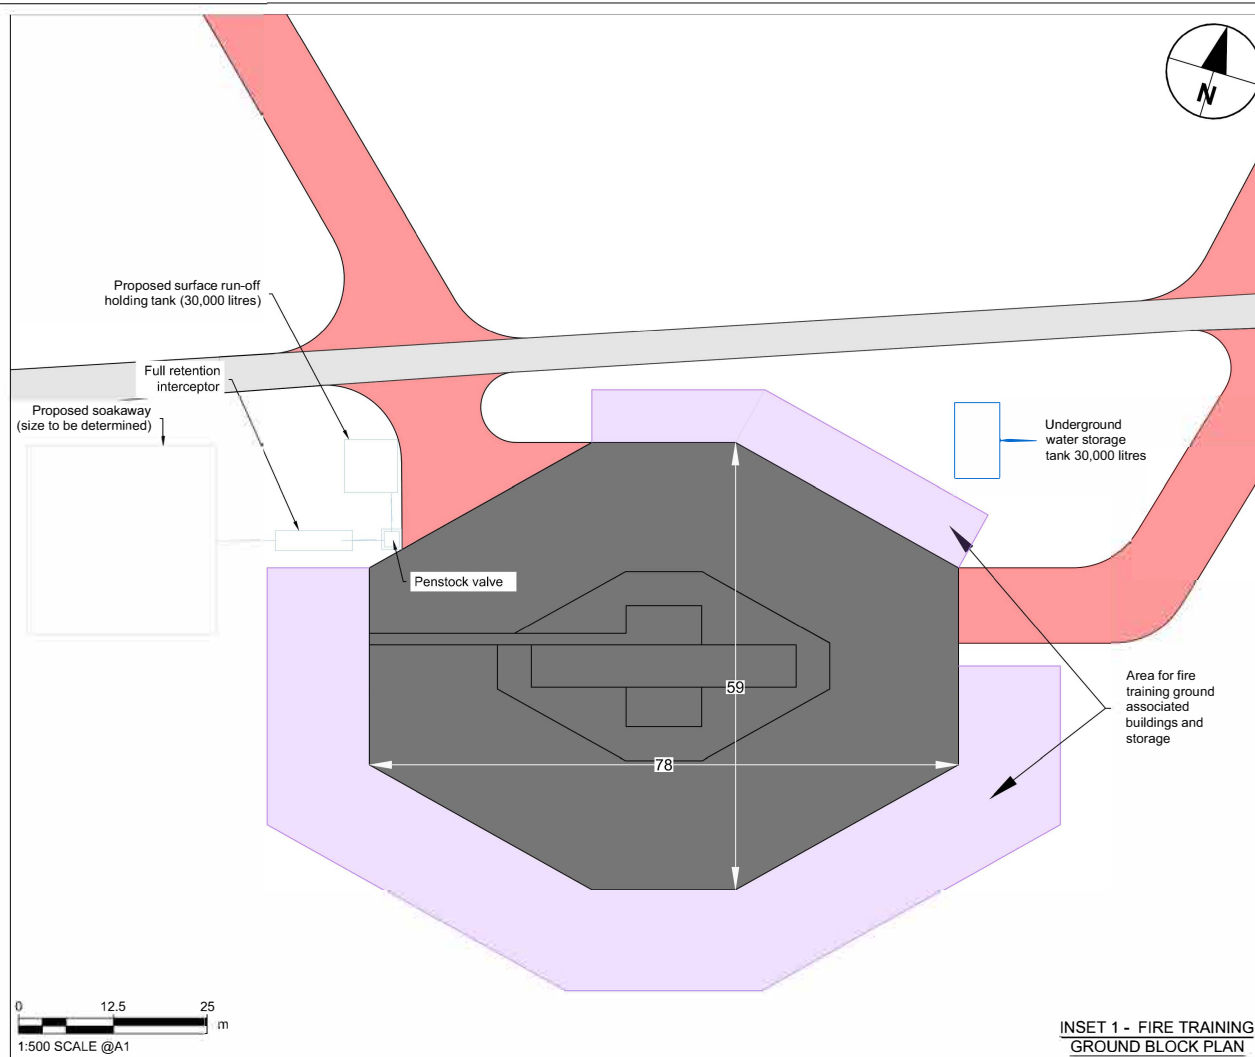 N
Proposed surface run-off
holding tank (30,000 litres)
Full retention
interceptor
Proposed soakaway
(size to be determined)
Underground
water storage
tank 30,000 litres
Penstock valve
59
78
Area for fire
training ground
associated
buildings and
storage
0 12.5 25
m
1:500 SCALE @A1
INSET 1 - FIRE TRAINING
GROUND BLOCK PLAN